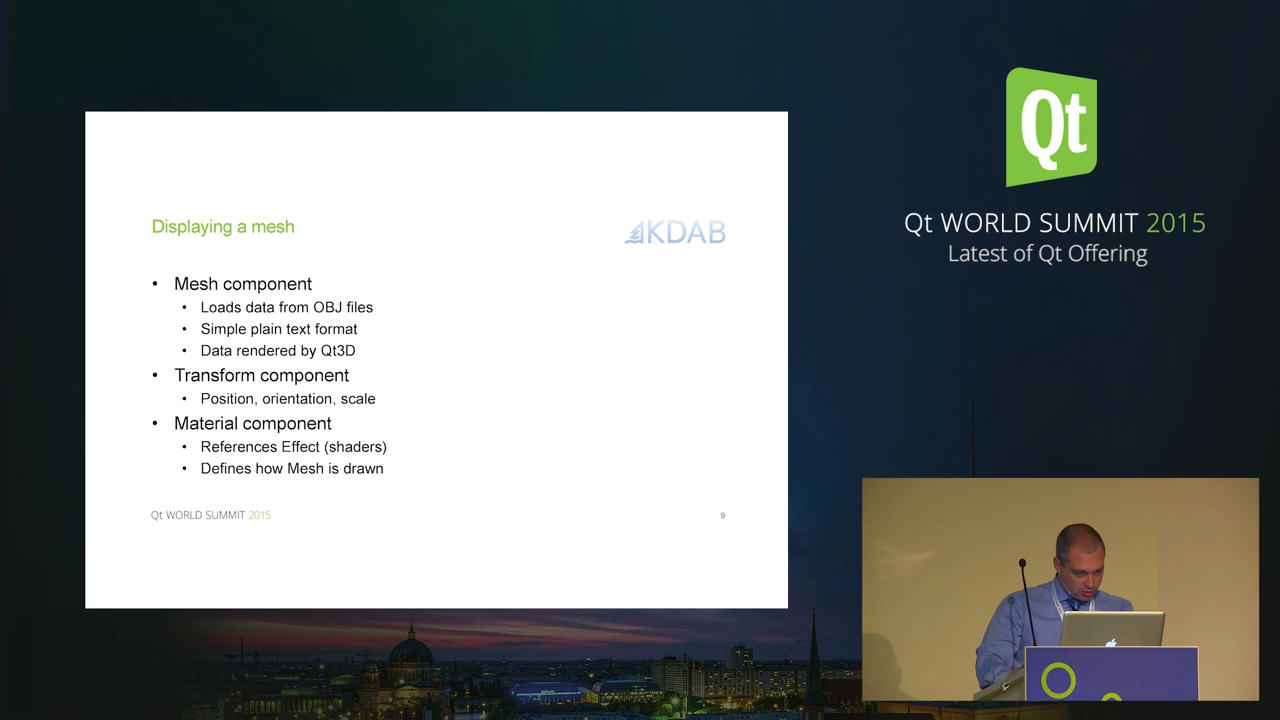 Displaying a mesh
KDAB
• Mesh component
• Loads data from OBJ files
• Simple plain text format
• Data rendered by Qt3D
• Transform component
• Position, orientation, scale
• Material component
• References Effect (shaders)
• Defines how Mesh is drawn
Qt WORLD SUMMIT 2015
9
Qt
Qt WORLD SUMMIT 2015
Latest of Qt Offering